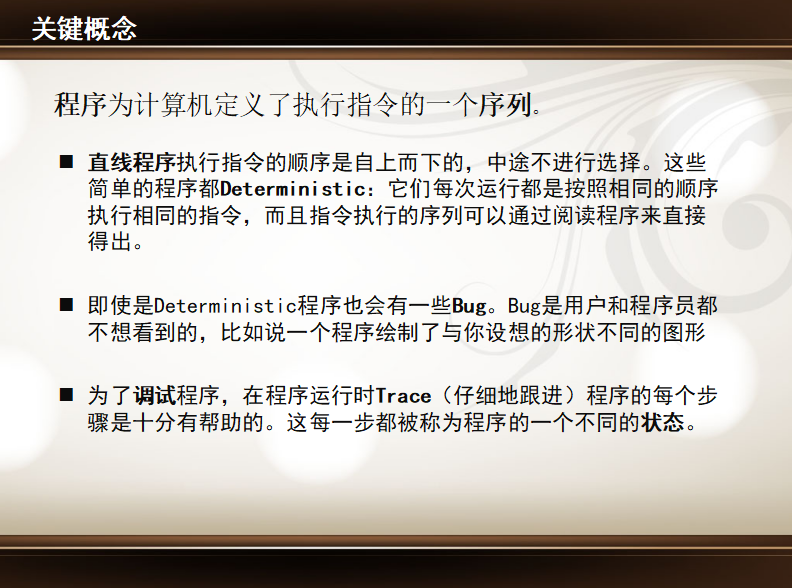 关键概念
程序为计算机定义了执行指令的一个序列。
■ 直线程序执行指令的顺序是自上而下的，中途不进行选择。这些
简单的程序都Deterministic：它们每次运行都是按照相同的顺序
执行相同的指令，而且指令执行的序列可以通过阅读程序来直接
得出。
■ 即使是Deterministic程序也会有一些Bug。Bug是用户和程序员都
不想看到的，比如说一个程序绘制了与你设想的形状不同的图形
■ 为了调试程序，在程序运行时Trace（仔细地跟进）程序的每个步
骤是十分有帮助的。这每一步都被称为程序的一个不同的状态。